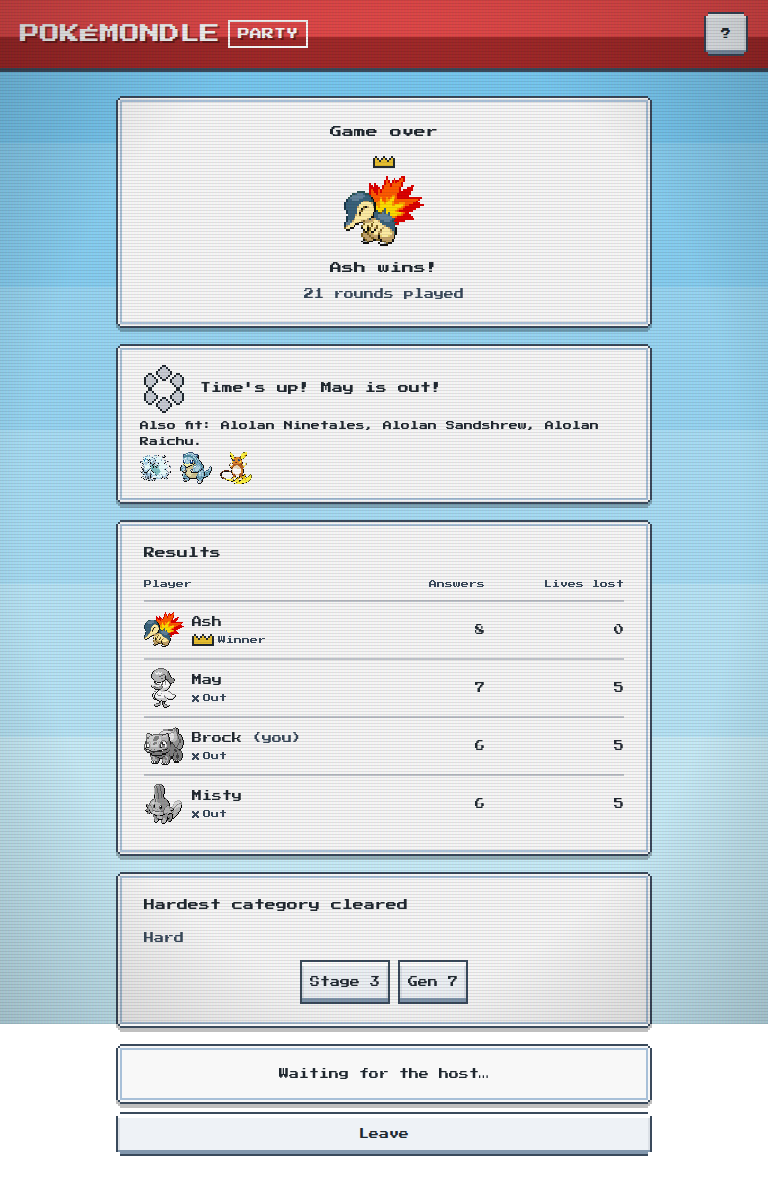 POKéMONDLE PARTY
?
Game over
Ash wins!
21 rounds played
Time's up! May is out!
Also fit: Alolan Ninetales, Alolan Sandshrew, Alolan
Raichu.
Results
Player Answers Lives lost
Ash 8 0
Winner
May 7 5
x Out
Brock (you) 6 5
x Out
Misty 6 5
x Out
Hardest category cleared
Hard
Stage 3 Gen 7
Waiting for the host…
Leave